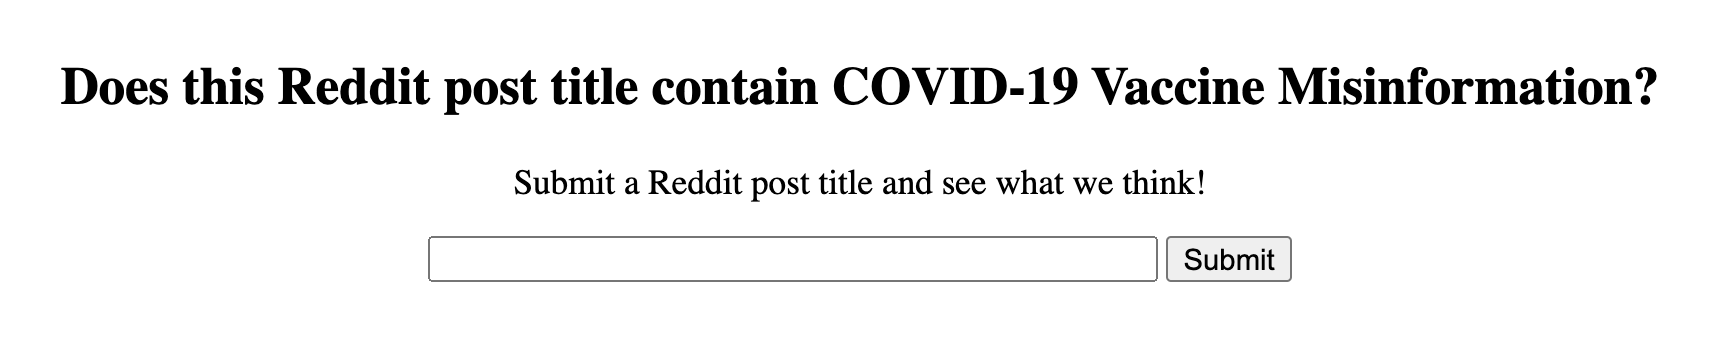 Does this Reddit post title contain COVID-19 Vaccine Misinformation?
Submit a Reddit post title and see what we think!
Submit